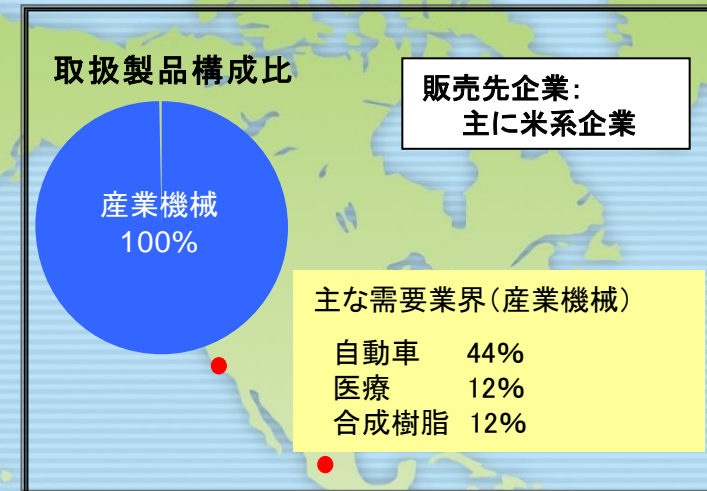 取扱製品構成比
販売先企業：
主に米系企業
産業機械
100%
主な需要業界（産業機械）
自動車 44%
医療 12%
合成樹脂 12%